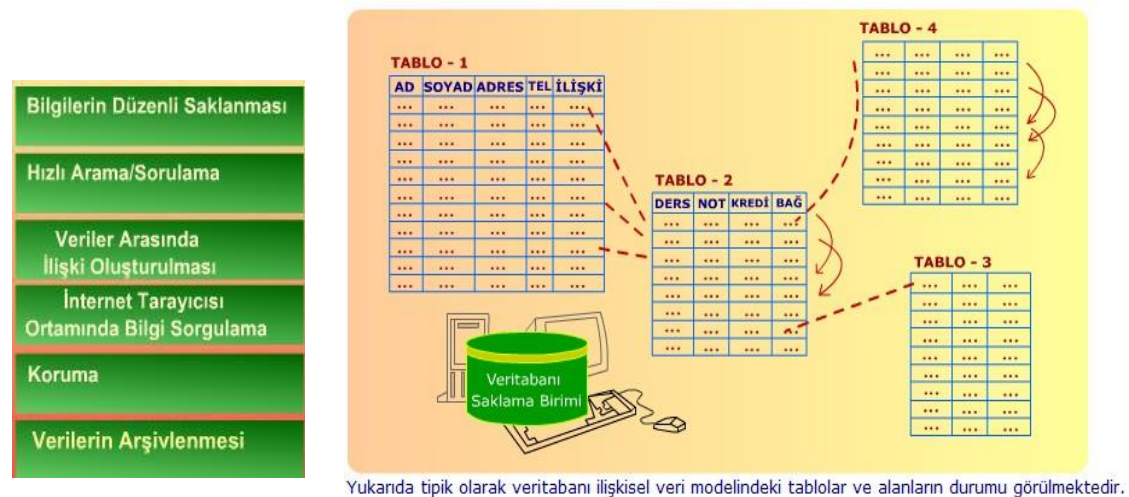 Bilgilerin Düzenli Saklanması
Hızlı Arama/Sorulama
Veriler Arasında
İlişki Oluşturulması
İnternet Tarayıcısı
Ortamında Bilgi Sorgulama
Koruma
Verilerin Arşivlenmesi
TABLO - 1
AD SOYAD ADRES TEL İLİŞKİ
... ... ... ... ...
... ... ... ... ...
... ... ... ... ...
... ... ... ... ...
... ... ... ... ...
... ... ... ... ...
... ... ... ... ...
... ... ... ... ...
... ... ... ... ...
... ... ... ... ...
... ... ... ... ...
TABLO - 2
DERS NOT KREDİ BAĞ
... ... ... ...
... ... ... ...
... ... ... ...
... ... ... ...
... ... ... ...
... ... ... ...
... ... ... ...
... ... ... ...
TABLO - 4
... ... ... ...
... ... ... ...
... ... ... ...
... ... ... ...
... ... ... ...
... ... ... ...
... ... ... ...
... ... ... ...
... ... ... ...
TABLO - 3
... ... ...
... ... ...
... ... ...
... ... ...
... ... ...
... ... ...
... ... ...
... ... ...
... ... ...
Veritabanı
Saklama Birimi
Yukarıda tipik olarak veritabanı ilişkisel veri modelindeki tablolar ve alanların durumu görülmektedir.